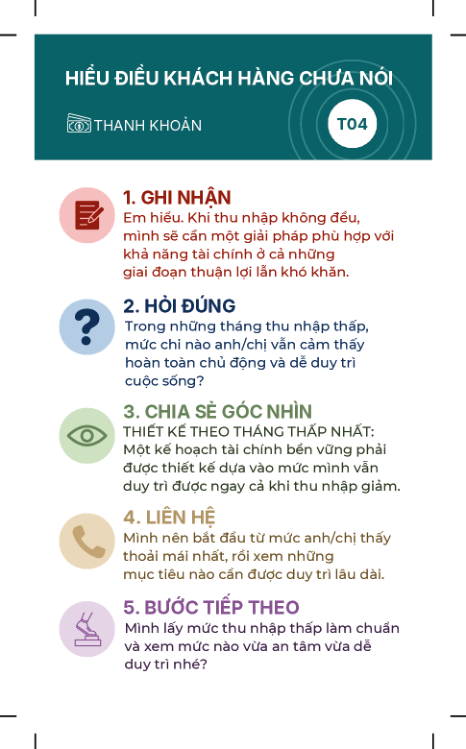 HIỂU ĐIỀU KHÁCH HÀNG CHƯA NÓI
THANH KHOẢN
T04
1. GHI NHẬN
Em hiểu. Khi thu nhập không đều,
mình sẽ cần một giải pháp phù hợp với
khả năng tài chính ở cả những
giai đoạn thuận lợi lẫn khó khăn.
2. HỎI ĐÚNG
Trong những tháng thu nhập thấp,
mức chi nào anh/chị vẫn cảm thấy
hoàn toàn chủ động và dễ duy trì
cuộc sống?
3. CHIA SẺ GÓC NHÌN
THIẾT KẾ THEO THÁNG THẤP NHẤT:
Một kế hoạch tài chính bền vững phải
được thiết kế dựa vào mức mình vẫn
duy trì được ngay cả khi thu nhập giảm.
4. LIÊN HỆ
Mình nên bắt đầu từ mức anh/chị thấy
thoải mái nhất, rồi xem những
mục tiêu nào cần được duy trì lâu dài.
5. BƯỚC TIẾP THEO
Mình lấy mức thu nhập thấp làm chuẩn
và xem mức nào vừa an tâm vừa dễ
duy trì nhé?